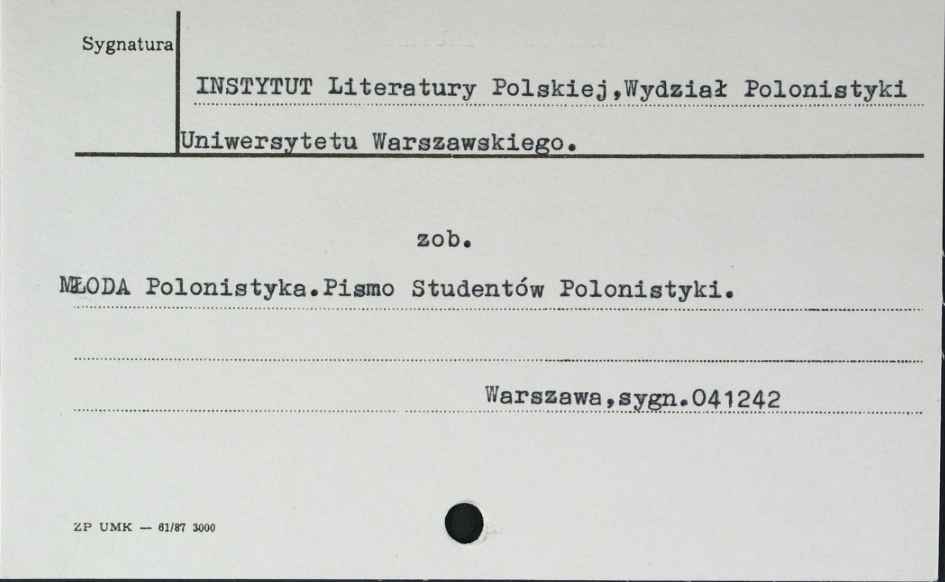 Sygnatura
INSTYTUT Literatury Polskiej,Wydział Polonistyki
Uniwersytetu Warszawskiego.
zob.
MŁODA Polonistyka.Pismo Studentów Polonistyki.
Warszawa,sygn.041242
ZP UMK — 61/87 3000